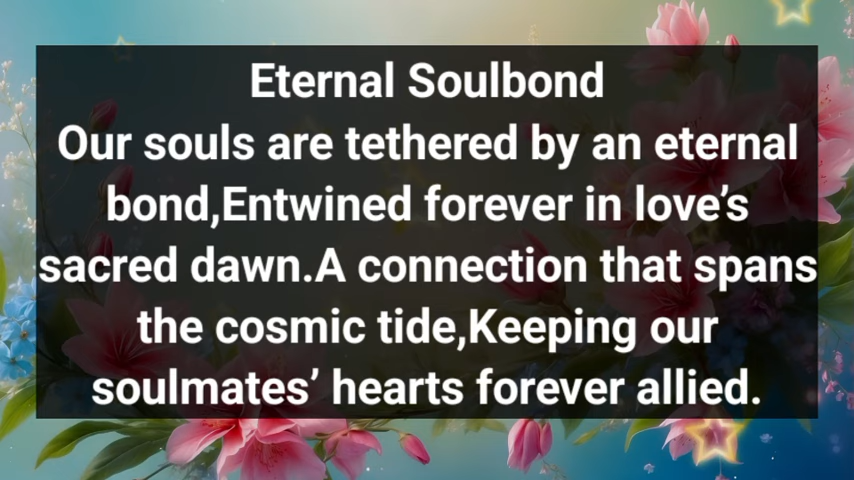 Eternal Soulbond
Our souls are tethered by an eternal
bond,Entwined forever in love’s
sacred dawn.A connection that spans
the cosmic tide,Keeping our
soulmates’ hearts forever allied.